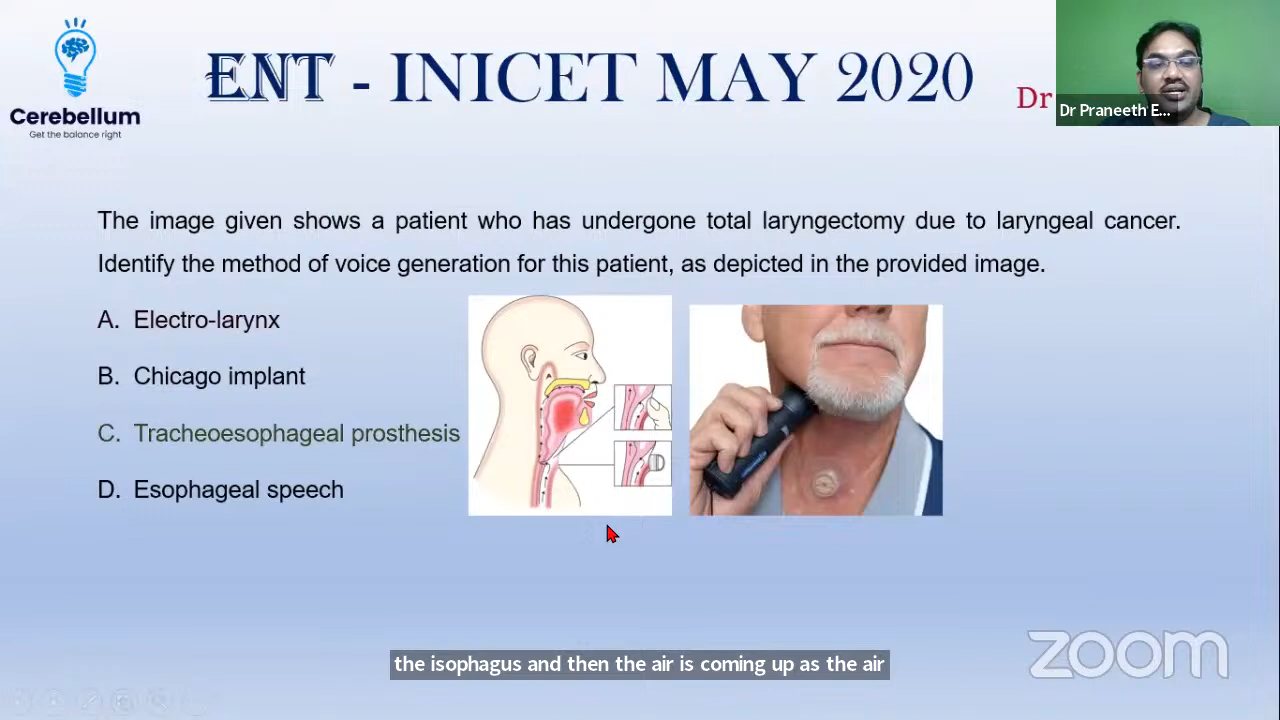 Cerebellum
Get the balance right
ENT - INICET MAY 2020
Dr
Dr Praneeth E...
The image given shows a patient who has undergone total laryngectomy due to laryngeal cancer.
Identify the method of voice generation for this patient, as depicted in the provided image.
A. Electro-larynx
B. Chicago implant
C. Tracheoesophageal prosthesis
D. Esophageal speech
the isophagus and then the air is coming up as the air
zoom